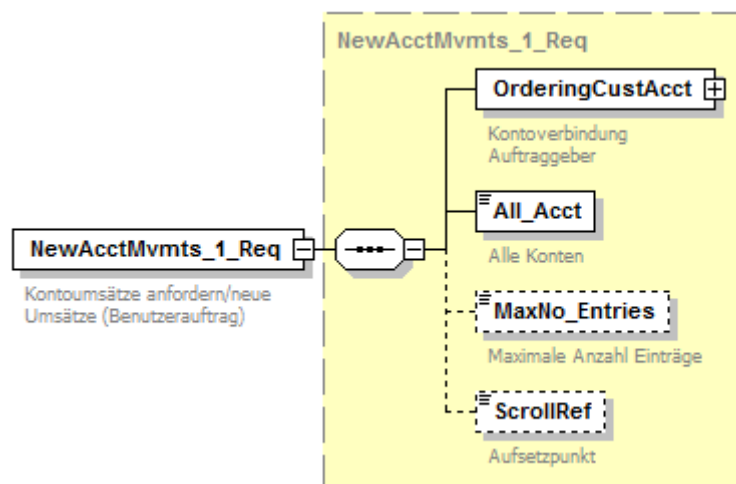 NewAcctMvmts_1_Req
OrderingCustAcct
Kontoverbindung
Auftraggeber
All_Acct
Alle Konten
NewAcctMvmts_1_Req
Kontoumsätze anfordern/neue
Umsätze (Benutzerauftrag)
MaxNo_Entries
Maximale Anzahl Einträge
ScrollRef
Aufsetzpunkt